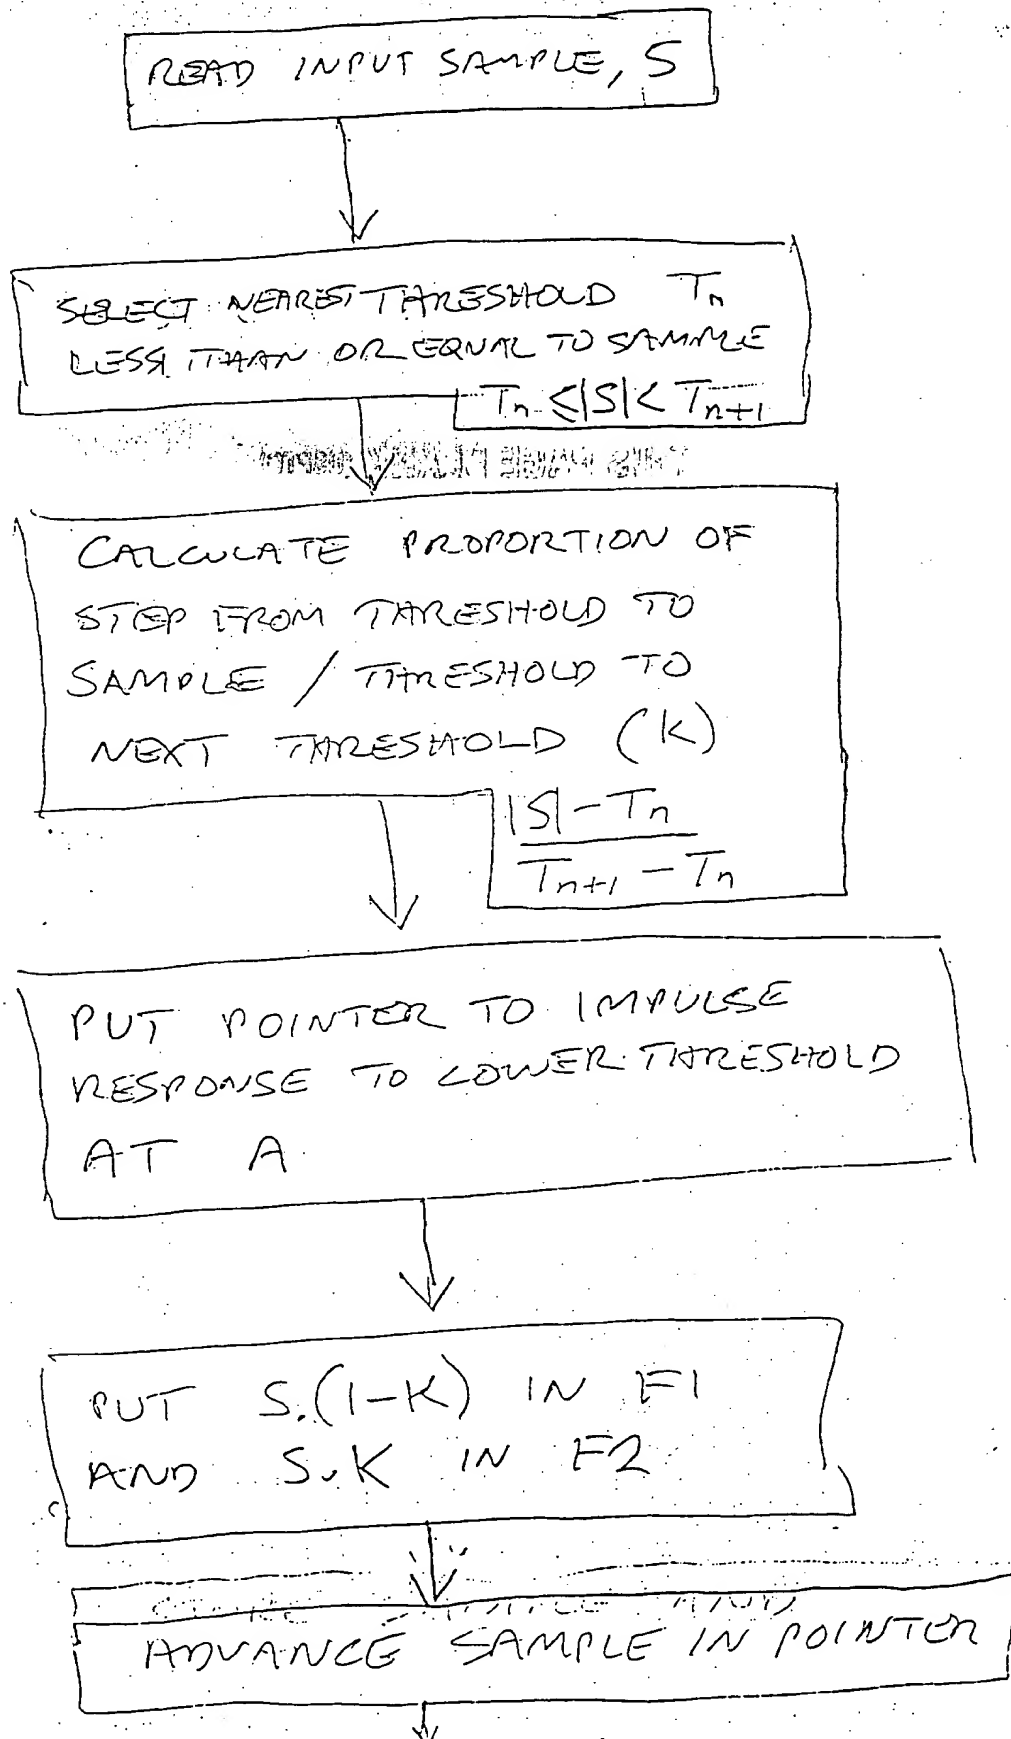 READ INPUT SAMPLE, S
SELECT NEAREST THRESHOLD Tn
LESS THAN OR EQUAL TO SAMPLE
Tn ≤|S|< Tn+1
CALCULATE PROPORTION OF
STEP FROM THRESHOLD TO
SAMPLE / THRESHOLD TO
NEXT THRESHOLD (K)
|S| - Tn
Tn+1 - Tn
PUT POINTER TO IMPULSE
RESPONSE TO LOWER THRESHOLD
AT A
PUT S.(1-K) IN F1
AND S.K IN F2
ADVANCE SAMPLE IN POINTER